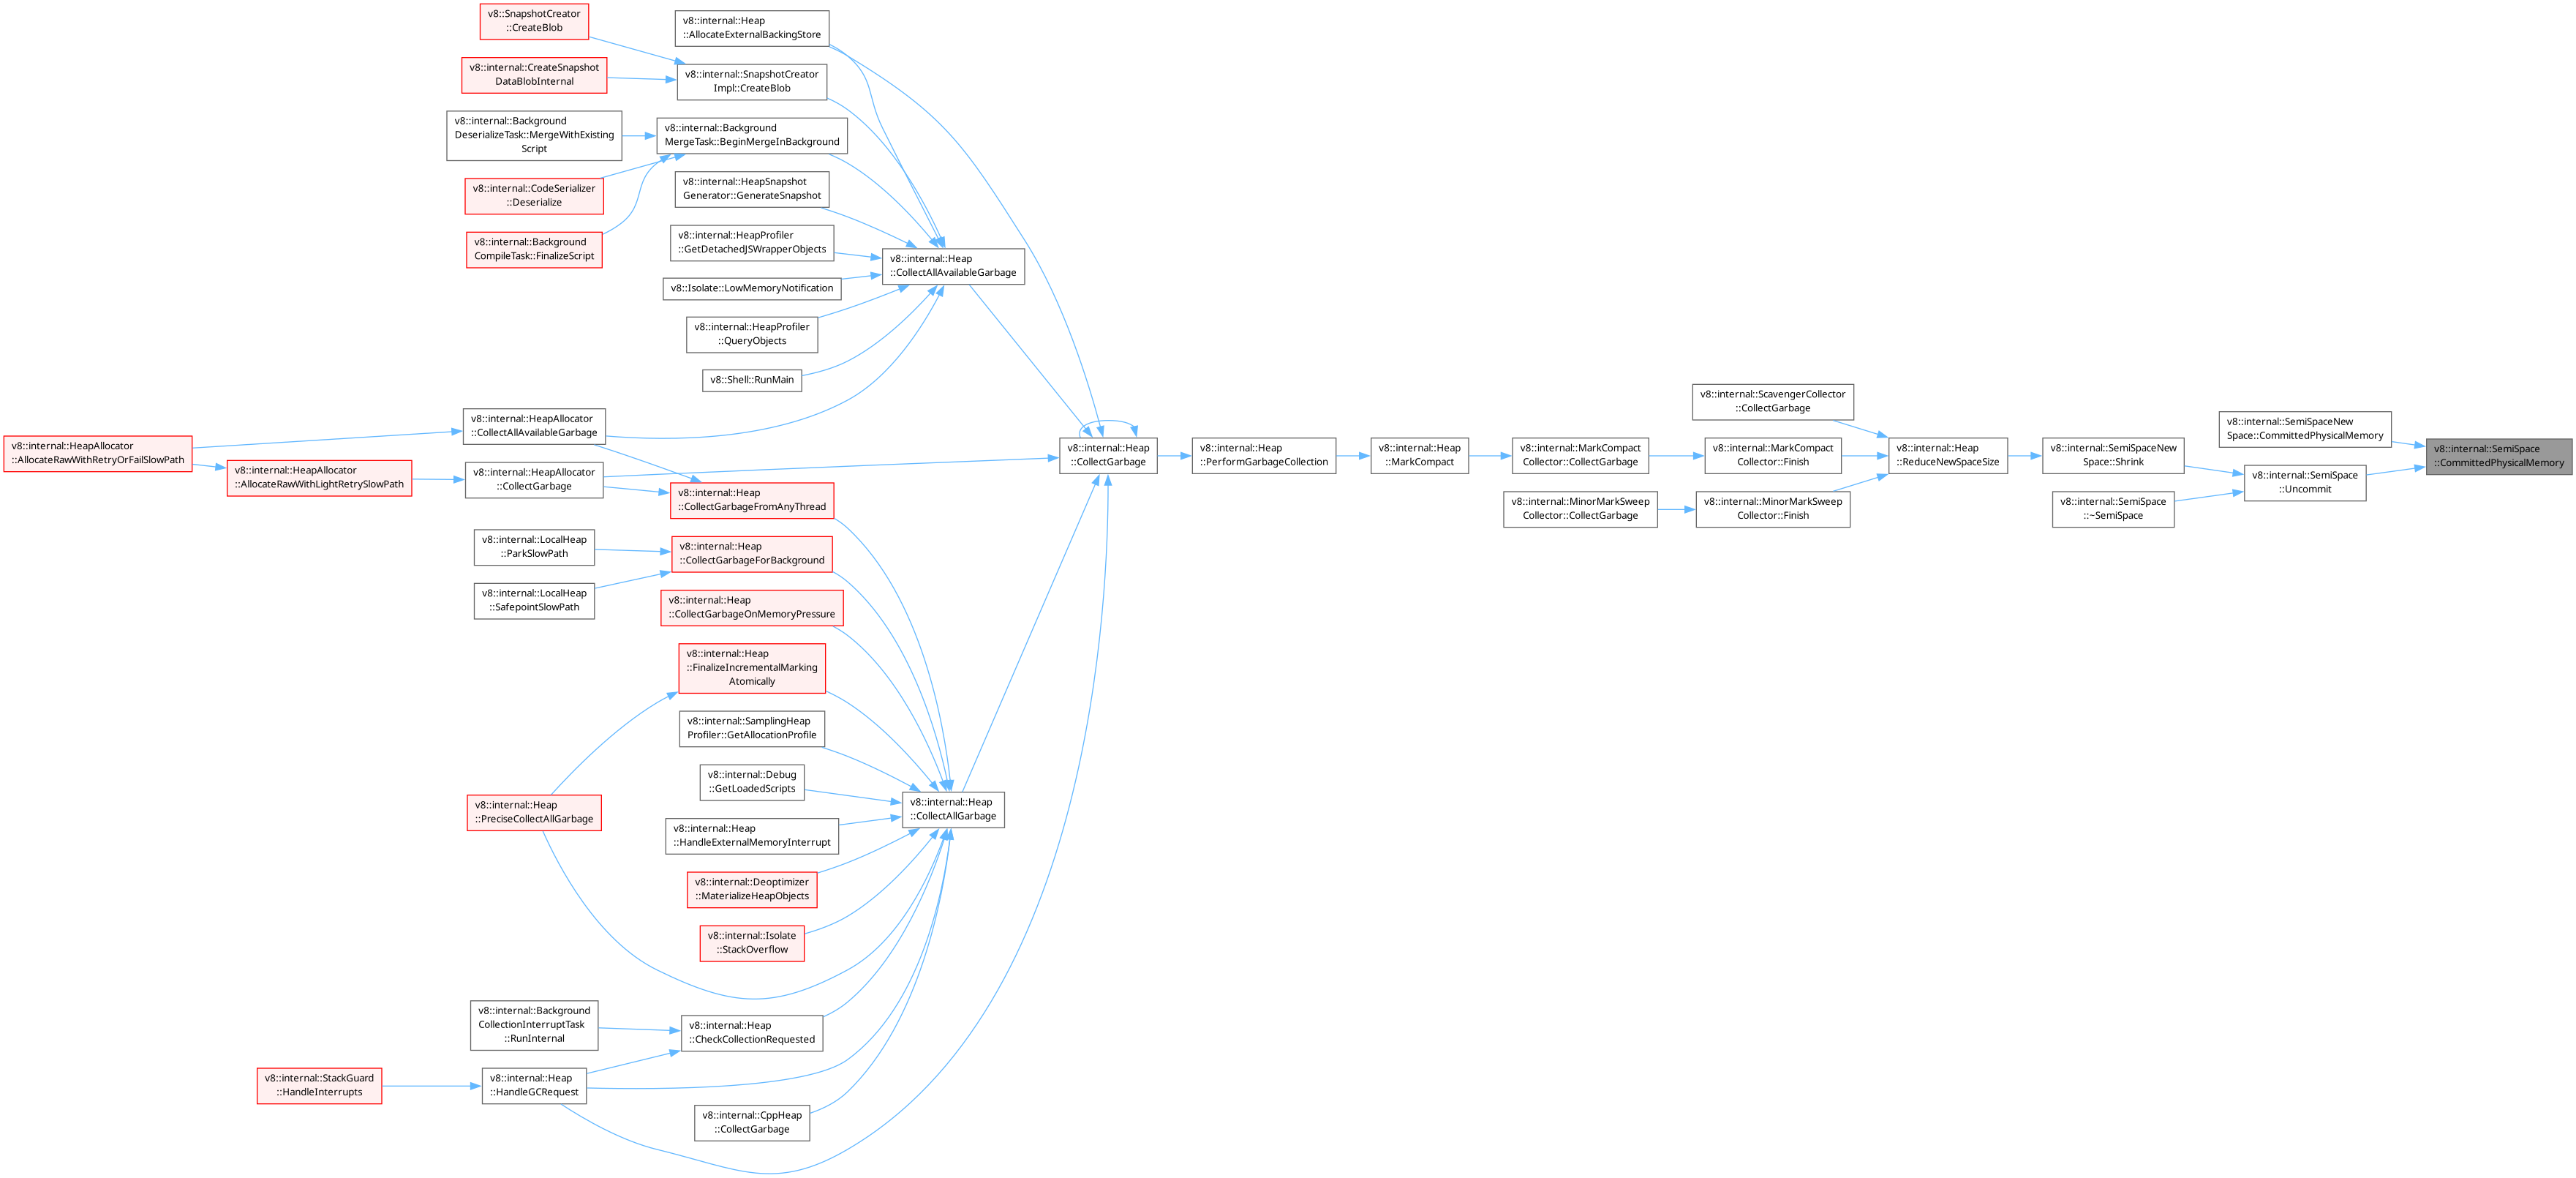 v8::SnapshotCreator
::CreateBlob
v8::internal::CreateSnapshot
DataBlobInternal
v8::internal::Background
DeserializeTask::MergeWithExisting
Script
v8::internal::CodeSerializer
::Deserialize
v8::internal::Background
CompileTask::FinalizeScript
v8::internal::Heap
::AllocateExternalBackingStore
v8::internal::SnapshotCreator
Impl::CreateBlob
v8::internal::Background
MergeTask::BeginMergeInBackground
v8::internal::HeapSnapshot
Generator::GenerateSnapshot
v8::internal::HeapProfiler
::GetDetachedJSWrapperObjects
v8::Isolate::LowMemoryNotification
v8::internal::HeapProfiler
::QueryObjects
v8::Shell::RunMain
v8::internal::Heap
::CollectAllAvailableGarbage
v8::internal::HeapAllocator
::AllocateRawWithRetryOrFailSlowPath
v8::internal::HeapAllocator
::AllocateRawWithLightRetrySlowPath
v8::internal::HeapAllocator
::CollectAllAvailableGarbage
v8::internal::HeapAllocator
::CollectGarbage
v8::internal::Heap
::CollectGarbageFromAnyThread
v8::internal::LocalHeap
::ParkSlowPath
v8::internal::LocalHeap
::SafepointSlowPath
v8::internal::Heap
::CollectGarbageForBackground
v8::internal::Heap
::CollectGarbageOnMemoryPressure
v8::internal::Heap
::FinalizeIncrementalMarking
Atomically
v8::internal::SamplingHeap
Profiler::GetAllocationProfile
v8::internal::Debug
::GetLoadedScripts
v8::internal::Heap
::PreciseCollectAllGarbage
v8::internal::Heap
::HandleExternalMemoryInterrupt
v8::internal::Deoptimizer
::MaterializeHeapObjects
v8::internal::Isolate
::StackOverflow
v8::internal::Heap
::CollectAllGarbage
v8::internal::Background
CollectionInterruptTask
::RunInternal
v8::internal::Heap
::CheckCollectionRequested
v8::internal::StackGuard
::HandleInterrupts
v8::internal::Heap
::HandleGCRequest
v8::internal::CppHeap
::CollectGarbage
v8::internal::Heap
::CollectGarbage
v8::internal::Heap
::PerformGarbageCollection
v8::internal::Heap
::MarkCompact
v8::internal::MarkCompact
Collector::CollectGarbage
v8::internal::MinorMarkSweep
Collector::CollectGarbage
v8::internal::ScavengerCollector
::CollectGarbage
v8::internal::MarkCompact
Collector::Finish
v8::internal::MinorMarkSweep
Collector::Finish
v8::internal::Heap
::ReduceNewSpaceSize
v8::internal::SemiSpaceNew
Space::Shrink
v8::internal::SemiSpace
::~SemiSpace
v8::internal::SemiSpaceNew
Space::CommittedPhysicalMemory
v8::internal::SemiSpace
::Uncommit
v8::internal::SemiSpace
::CommittedPhysicalMemory